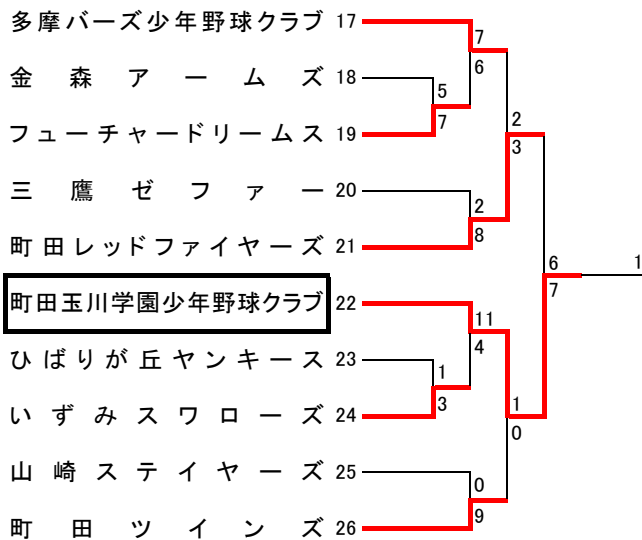 多摩バーズ少年野球クラブ 17
7
金森アームズ 18
6
5
フューチャードリームス 19
7
2
3
三鷹ゼファー 20
2
町田レッドファイヤーズ 21
8
6
1
町田玉川学園少年野球クラブ 22
7
11
ひばりが丘ヤンキース 23
4
1
いずみスワローズ 24
3
1
0
山崎ステイヤーズ 25
0
町田ツインズ 26
9